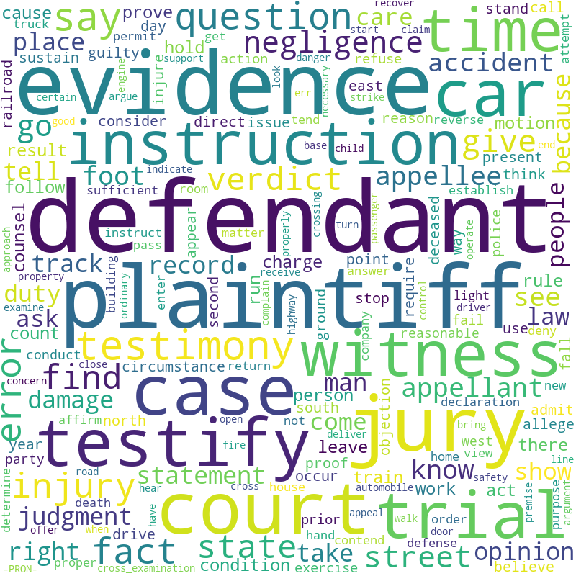 cause
truck
say
prove
question
care
stand
call
time
recover
attempt
place
day
permit
guilty
get
start
claim
railroad
sustain
hold
support
action
negligence
refuse
look
danger
err
necessary
accident
because
evidence
car
engine
certain
argue
injure
east
strike
go
consider
direct
issue
tend
reason
reverse
motion
good
result
instruction
base
child
give
present
end
tell
follow
sufficient
foot
indicate
verdict
appellee
think
establish
people
counsel
defendant
approach
room
appear
instruct
pass
matter
properly
crossing
turn
passenger
deceased
way
operate
police
track
record
charge
point
answer
require
rule
duty
property
building
plaintiff
enter
run
second
receive
complain
stop
light
driver
see
examine
ordinary
ask
highway
ground
company
control
fail
use
law
deny
count
testimony
reasonable
error
conduct
circumstance
return
witness
fall
concern
close
find
case
man
person
south
appellant
new
damage
affirm
north
open
not
come
objection
declaration
admit
allege
year
testify
fire
deliver
leave
jury
bring
home
west
view
there
party
road
near
statement
proof
occur
know
safety
show
line
determine
injury
death
offer
when
have
cross
house
court
train
automobile
work
act
premise
purpose
argument
judgment
drive
prior
appeal
walk
door
order
trial
right
fact
state
hand
contend
defense
take
street
opinion
PRON
proper
cross_examination
condition
exercise
believe